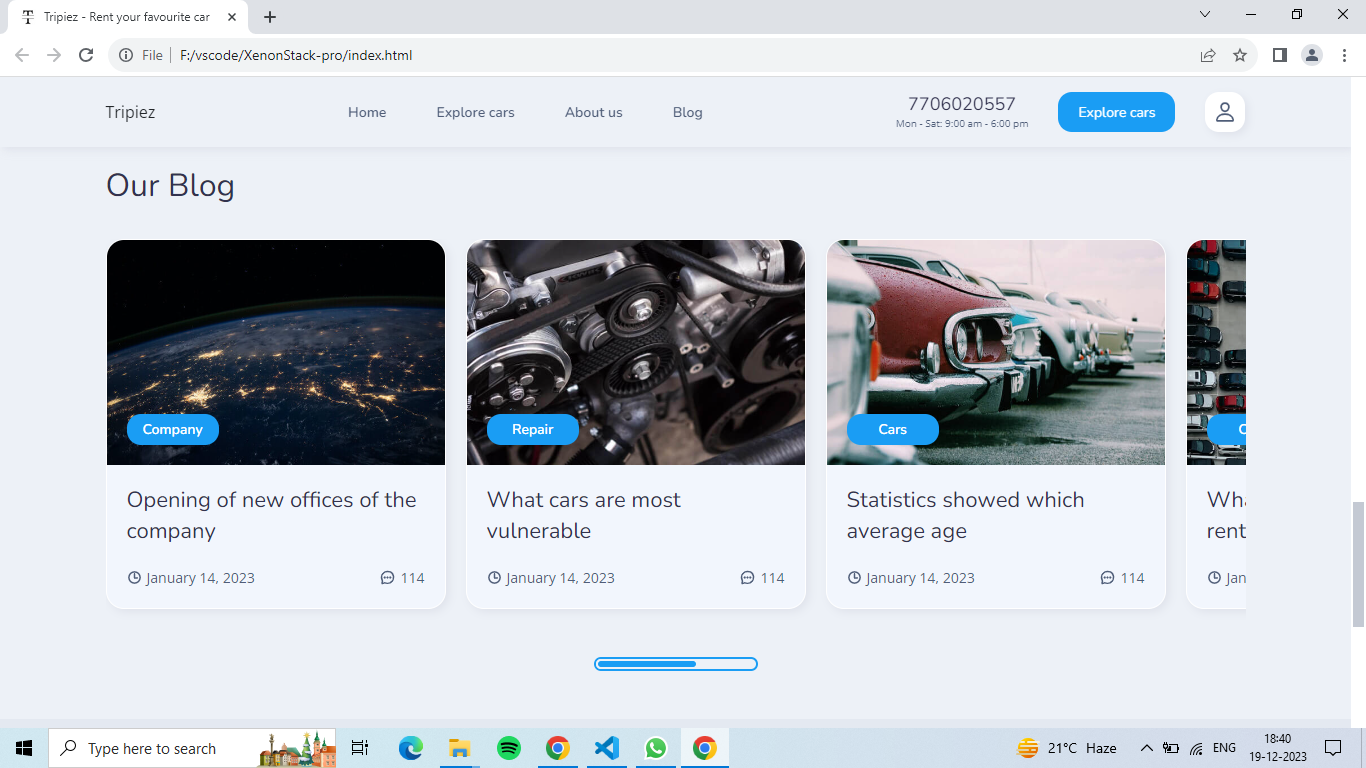 Tripiez - Rent your favourite car
File
F:/vscode/XenonStack-pro/index.html
Tripiez
Home
Explore cars
About us
Blog
7706020557
Mon - Sat: 9:00 am - 6:00 pm
Explore cars
Our Blog
Company
Opening of new offices of the
company
January 14, 2023
114
Repair
What cars are most
vulnerable
January 14, 2023
114
Cars
Statistics showed which
average age
January 14, 2023
114
rent
Type here to search
21°C Haze
ENG
18:40
19-12-2023